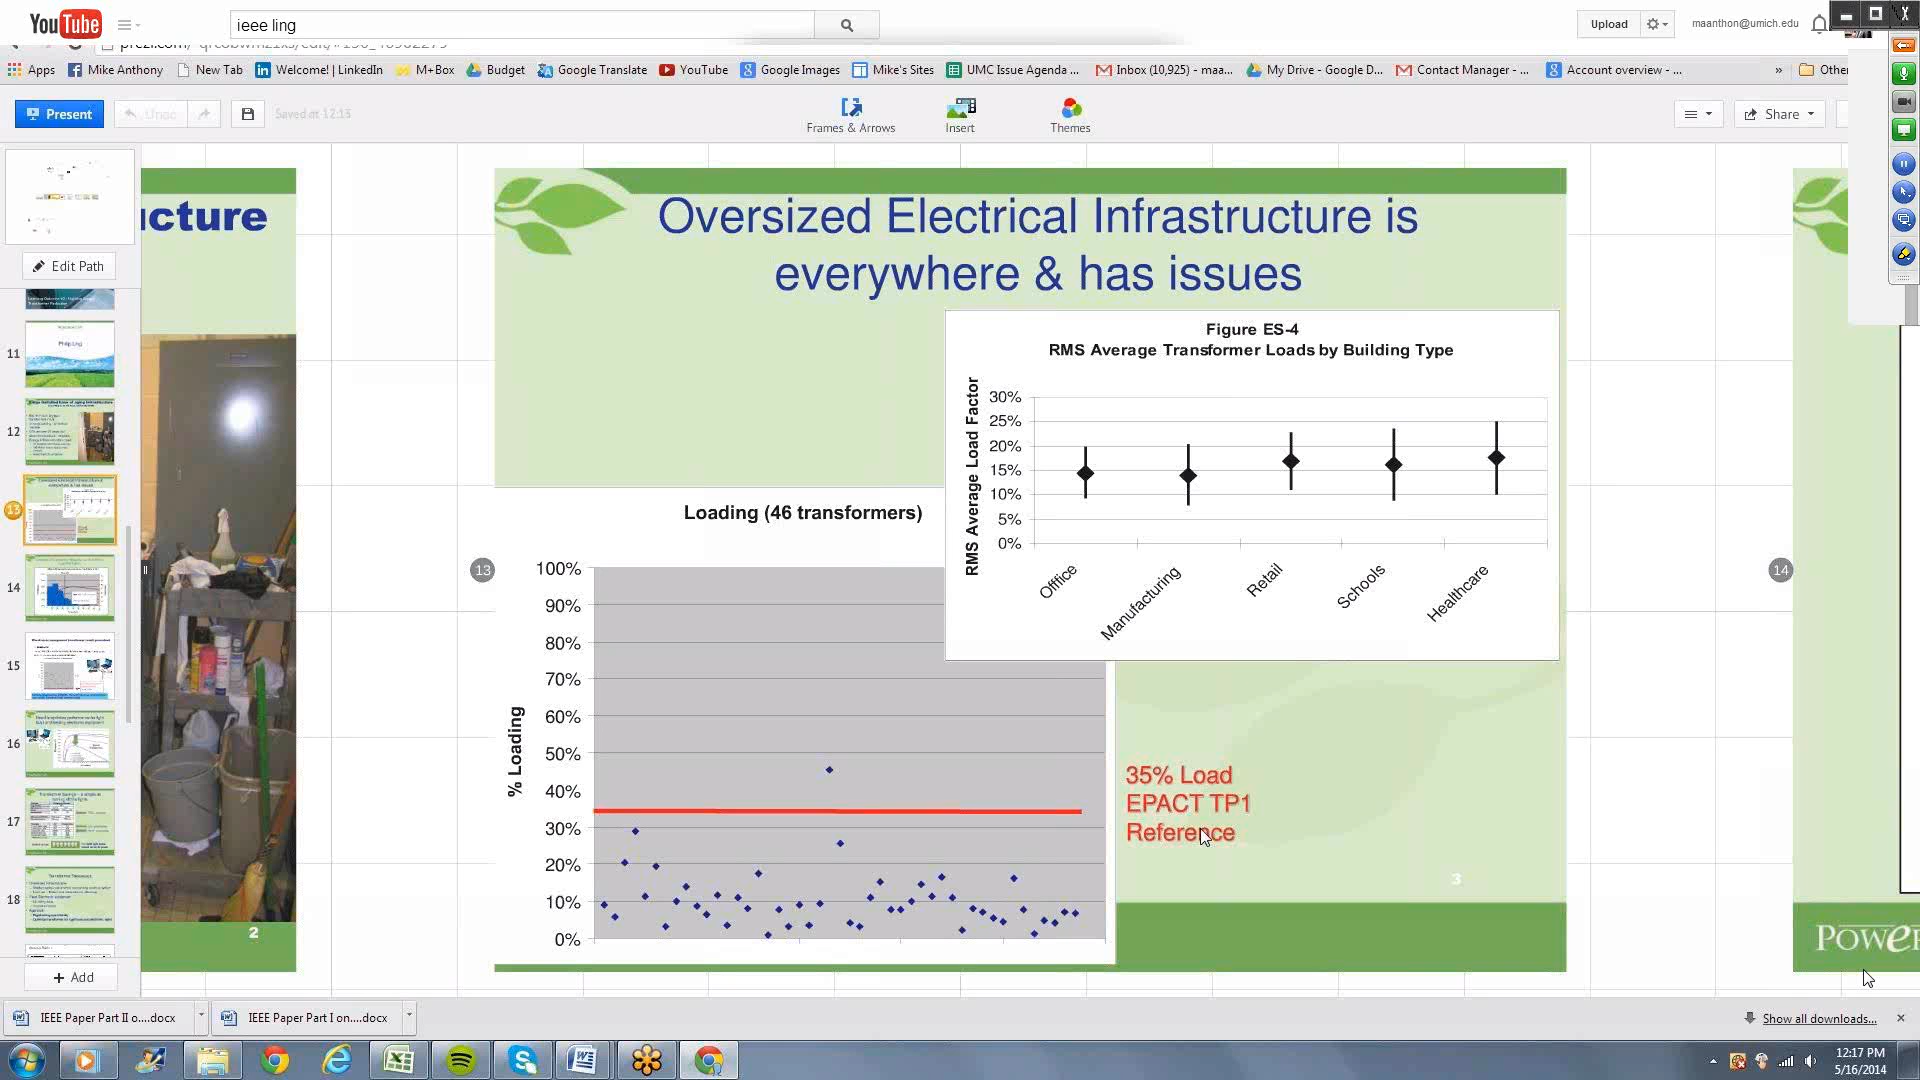 YouTube
ieee ling
Upload
maanthon@umich.edu
Apps
Mike Anthony
New Tab
Welcome! | LinkedIn
M+Box
Budget
Google Translate
YouTube
Google Images
Mike's Sites
UMC Issue Agenda ...
Inbox (10,925) - maa...
My Drive - Google D...
Contact Manager - ...
Account overview - ...
»
Other
Present
Undo
Saved at 12:15
Frames & Arrows
Insert
Themes
Share
Edit Path
11
12
13
14
15
16
17
18
Add
ucture
2
Oversized Electrical Infrastructure is
everywhere & has issues
Figure ES-4
RMS Average Transformer Loads by Building Type
RMS Average Load Factor
30%
25%
20%
15%
10%
5%
0%
Office
Manufacturing
Retail
Schools
Healthcare
Loading (46 transformers)
13
14
% Loading
100%
90%
80%
70%
60%
50%
40%
30%
20%
10%
0%
35% Load
EPACT TP1
Reference
3
POWE
IEEE Paper Part II o....docx
IEEE Paper Part I on....docx
Show all downloads...
12:17 PM
5/16/2014